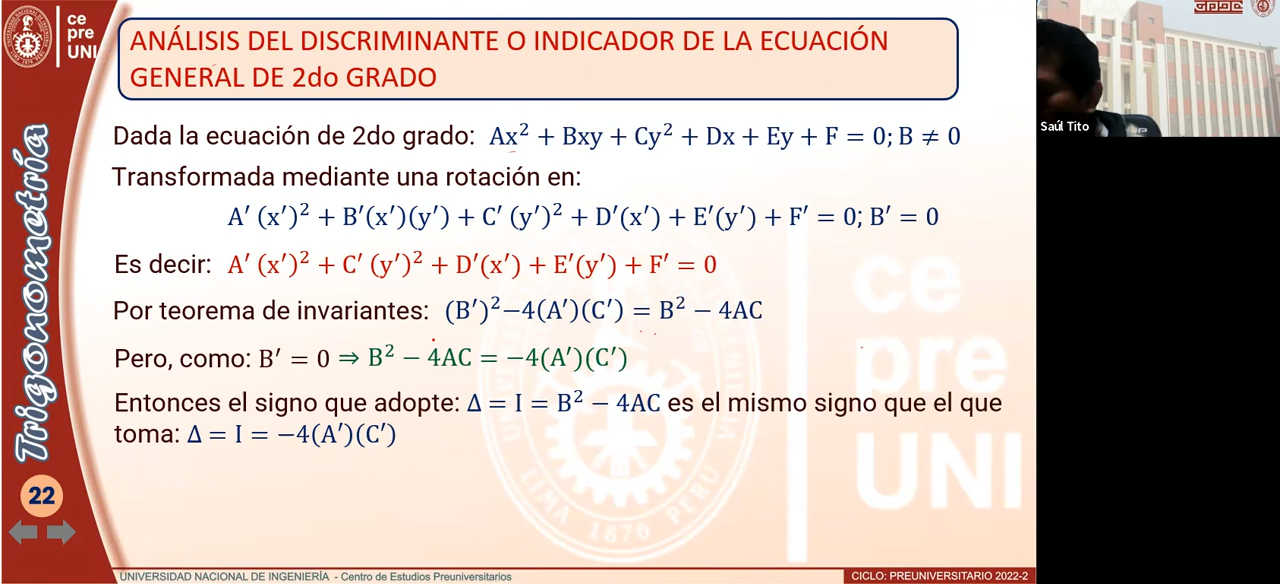 ce
pre
UNI
ANÁLISIS DEL DISCRIMINANTE O INDICADOR DE LA ECUACIÓN
GENERAL DE 2do GRADO
Saúl Tito
Dada la ecuación de 2do grado: Ax² + Bxy + Cy² + Dx + Ey + F = 0; B ≠ 0
Transformada mediante una rotación en:
A′ (x′)² + B′(x′)(y′) + C′ (y′)² + D′(x′) + E′(y′) + F′ = 0; B′ = 0
Es decir: A′ (x′)² + C′ (y′)² + D′(x′) + E′(y′) + F′ = 0
Por teorema de invariantes: (B′)²−4(A′)(C′) = B² − 4AC
Pero, como: B′ = 0 ⇒ B² − 4AC = −4(A′)(C′)
Entonces el signo que adopte: Δ = I = B² − 4AC es el mismo signo que el que
toma: Δ = I = −4(A′)(C′)
Trigonometría
22
ce
pre
UNI
LIMA PERU
1876
UNIVERSIDAD NACIONAL DE INGENIERÍA - Centro de Estudios Preuniversitarios
CICLO: PREUNIVERSITARIO 2022-2